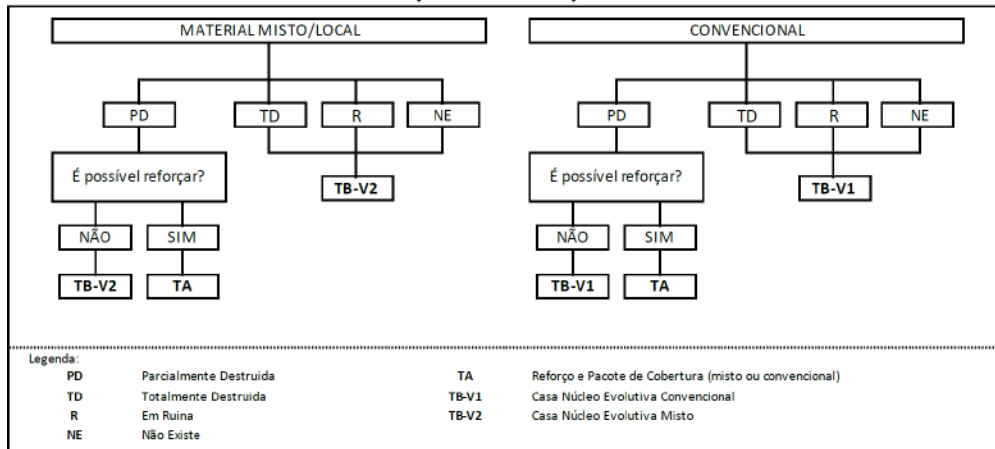 MATERIAL MISTO/LOCAL
CONVENCIONAL
PD TD R NE
PD TD R NE
É possível reforçar?
TB-V2
É possível reforçar?
TB-V1
NÃO SIM
NÃO SIM
TB-V2 TA
TB-V1 TA
Legenda:
PD Parcialmente Destruida
TA Reforço e Pacote de Cobertura (misto ou convencional)
TD Totalmente Destruida
TB-V1 Casa Núcleo Evolutiva Convencional
R Em Ruina
TB-V2 Casa Núcleo Evolutiva Misto
NE Não Existe